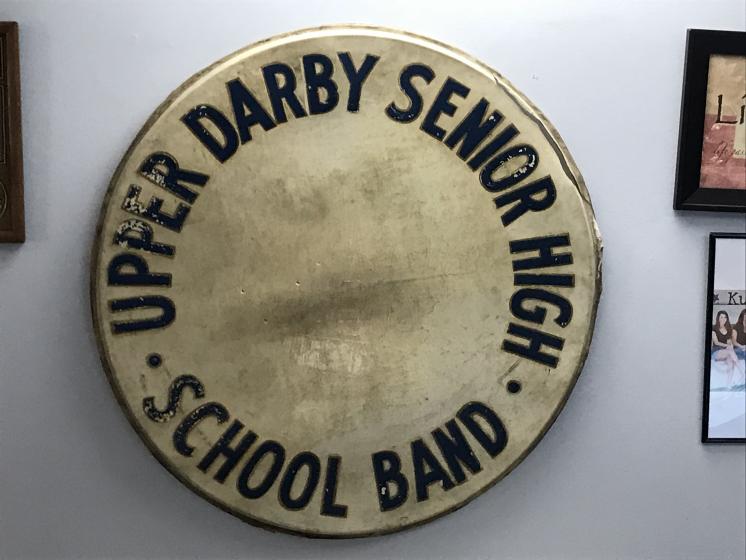 UPPER DARBY SENIOR HIGH
• SCHOOL BAND •